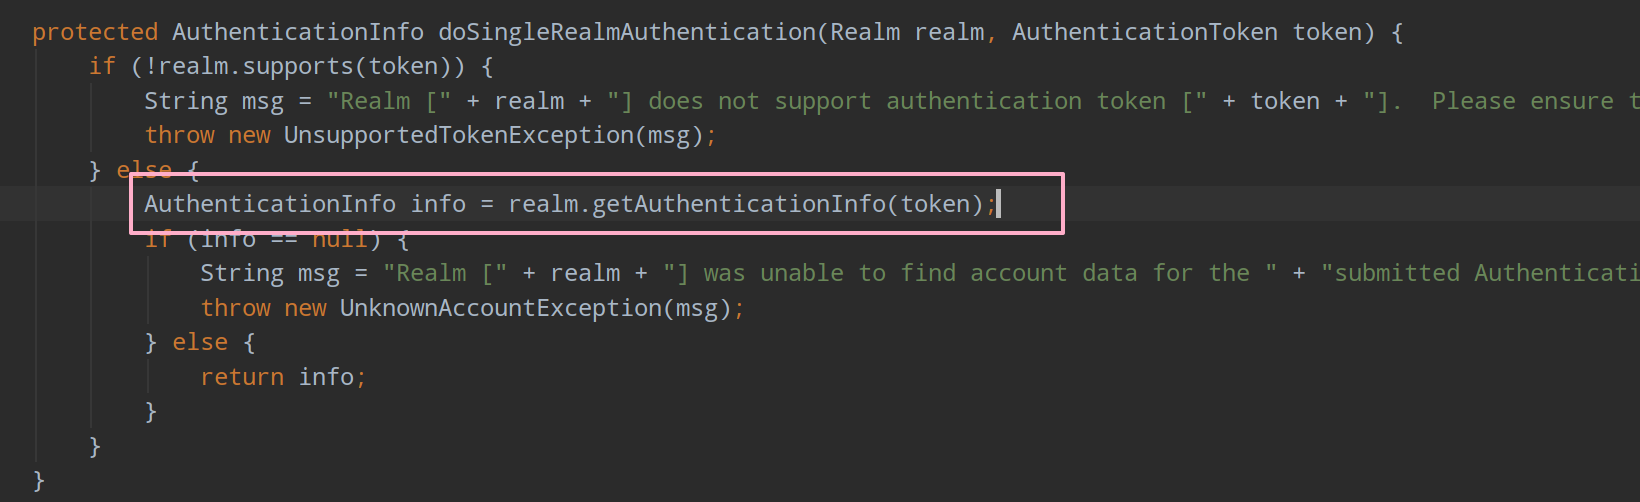 protected AuthenticationInfo doSingleRealmAuthentication(Realm realm, AuthenticationToken token) {
if (!realm.supports(token)) {
String msg = "Realm [" + realm + "] does not support authentication token [" + token + "].  Please ensure t
throw new UnsupportedTokenException(msg);
} else {
AuthenticationInfo info = realm.getAuthenticationInfo(token);
if (info == null) {
String msg = "Realm [" + realm + "] was unable to find account data for the " + "submitted Authenticati
throw new UnknownAccountException(msg);
} else {
return info;
}
}
}